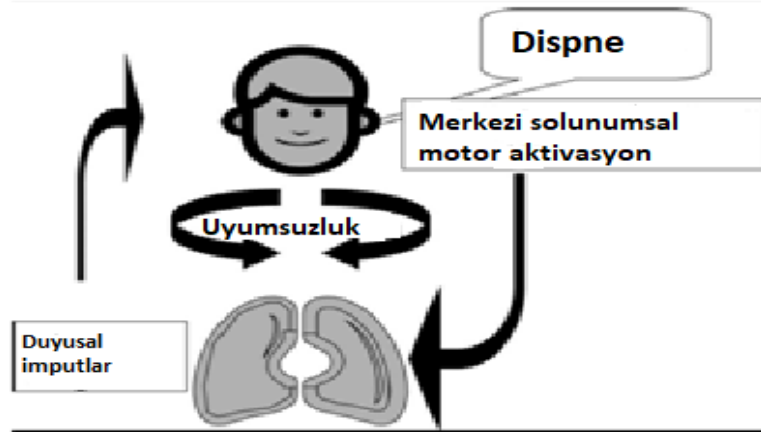 Dispne
Merkezi solunumsal
motor aktivasyon
Uyumsuzluk
Duyusal
imputlar